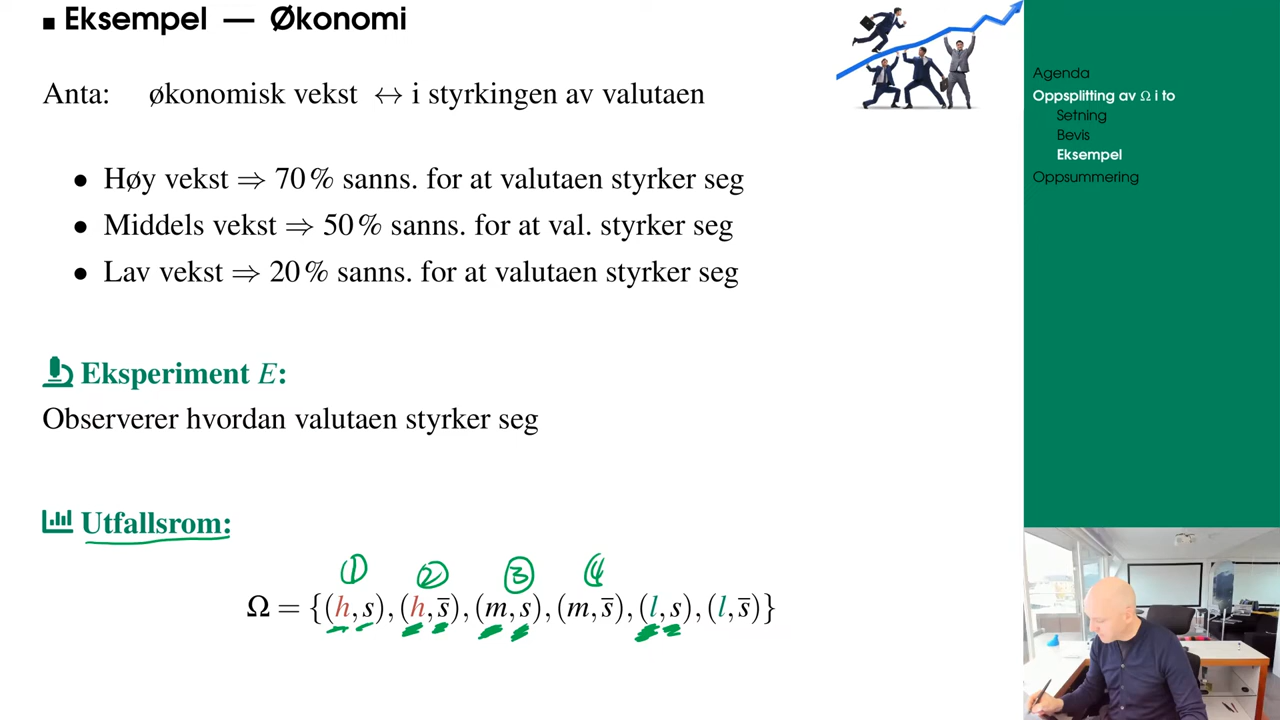 Eksempel — Økonomi
Anta: økonomisk vekst ↔ i styrkingen av valutaen
• Høy vekst ⇒ 70 % sanns. for at valutaen styrker seg
• Middels vekst ⇒ 50 % sanns. for at val. styrker seg
• Lav vekst ⇒ 20 % sanns. for at valutaen styrker seg
Eksperiment E:
Observerer hvordan valutaen styrker seg
Utfallsrom:
① ② ③ ④
Ω = {(h, s), (h, s̅), (m, s), (m, s̅), (l, s), (l, s̅)}
Agenda
Oppsplitting av Ω i to
Setning
Bevis
Eksempel
Oppsummering